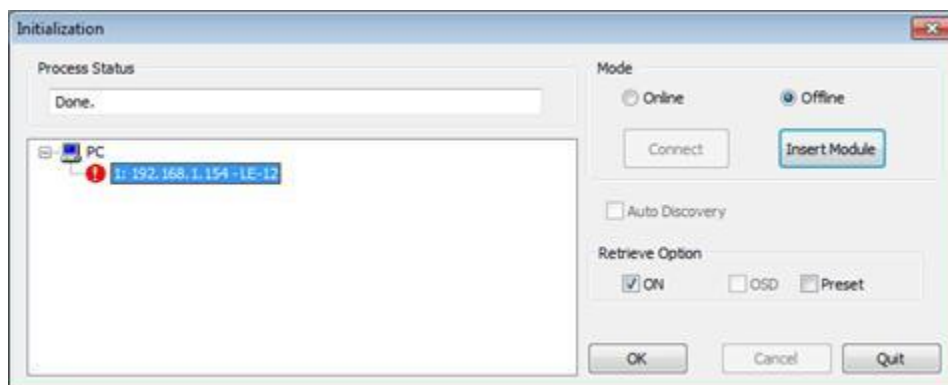 Initialization
Process Status
Done.
PC
1: 192.168.1.154 -LE-12
Mode
Online
Offline
Connect
Insert Module
Auto Discovery
Retrieve Option
ON
OSD
Preset
OK
Cancel
Quit